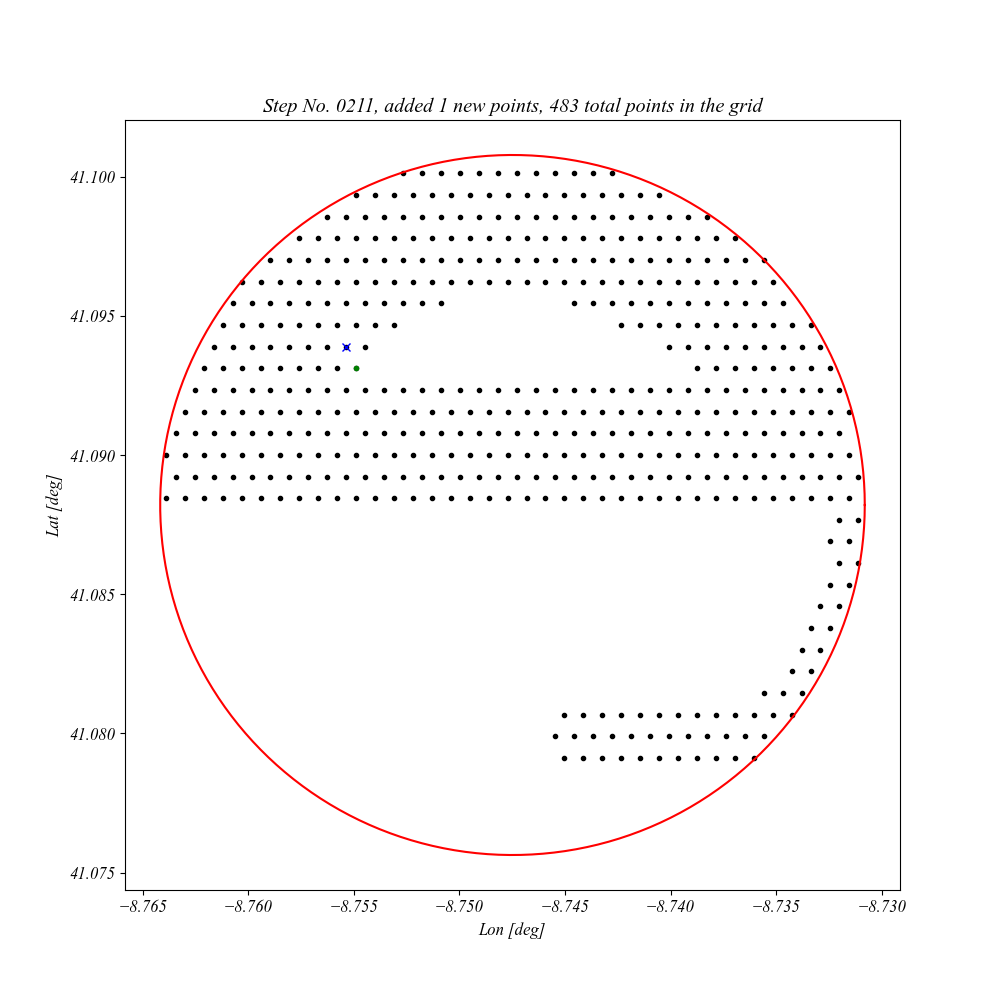 Step No. 0211, added 1 new points, 483 total points in the grid
41.100
41.095
41.090
41.085
41.080
41.075
Lat [deg]
−8.765 −8.760 −8.755 −8.750 −8.745 −8.740 −8.735 −8.730
Lon [deg]